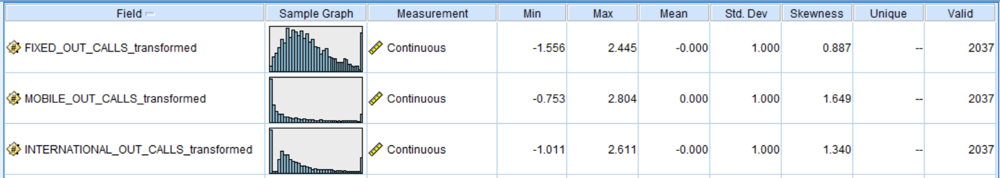 Field Sample Graph Measurement Min Max Mean Std. Dev Skewness Unique Valid
FIXED_OUT_CALLS_transformed Continuous -1.556 2.445 -0.000 1.000 0.887 -- 2037
MOBILE_OUT_CALLS_transformed Continuous -0.753 2.804 0.000 1.000 1.649 -- 2037
INTERNATIONAL_OUT_CALLS_transformed Continuous -1.011 2.611 -0.000 1.000 1.340 -- 2037